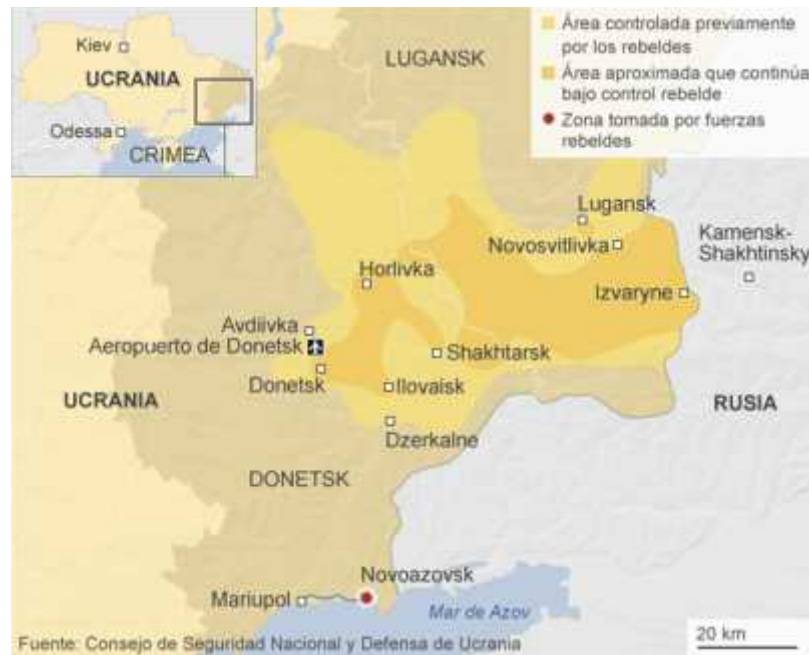 Kiev
UCRANIA
Odessa
CRIMEA
Área controlada previamente
por los rebeldes
Área aproximada que continúa
bajo control rebelde
Zona tomada por fuerzas
rebeldes
LUGANSK
Lugansk
Novosvitlivka
Kamensk-
Shakhtinsky
Horlivka
Izvaryne
Avdiivka
Aeropuerto de Donetsk
Shakhtarsk
Donetsk
Ilovaisk
UCRANIA
RUSIA
Dzerkalne
DONETSK
Novoazovsk
Mariupol
Mar de Azov
20 km
Fuente: Consejo de Seguridad Nacional y Defensa de Ucrania